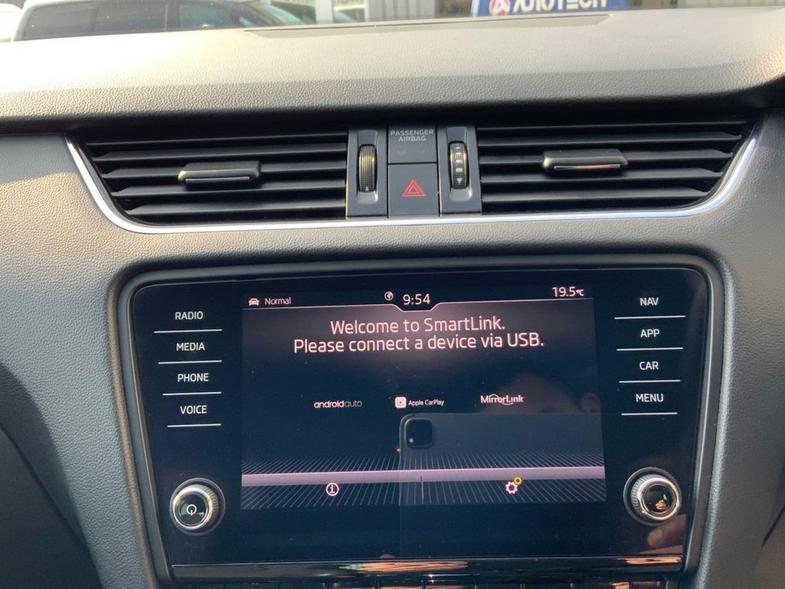 AUTOTECH
PASSENGER
AIRBAG
Normal
9:54
19.5°C
Welcome to SmartLink.
Please connect a device via USB.
androidauto
Apple CarPlay
MirrorLink
RADIO
MEDIA
PHONE
VOICE
NAV
APP
CAR
MENU